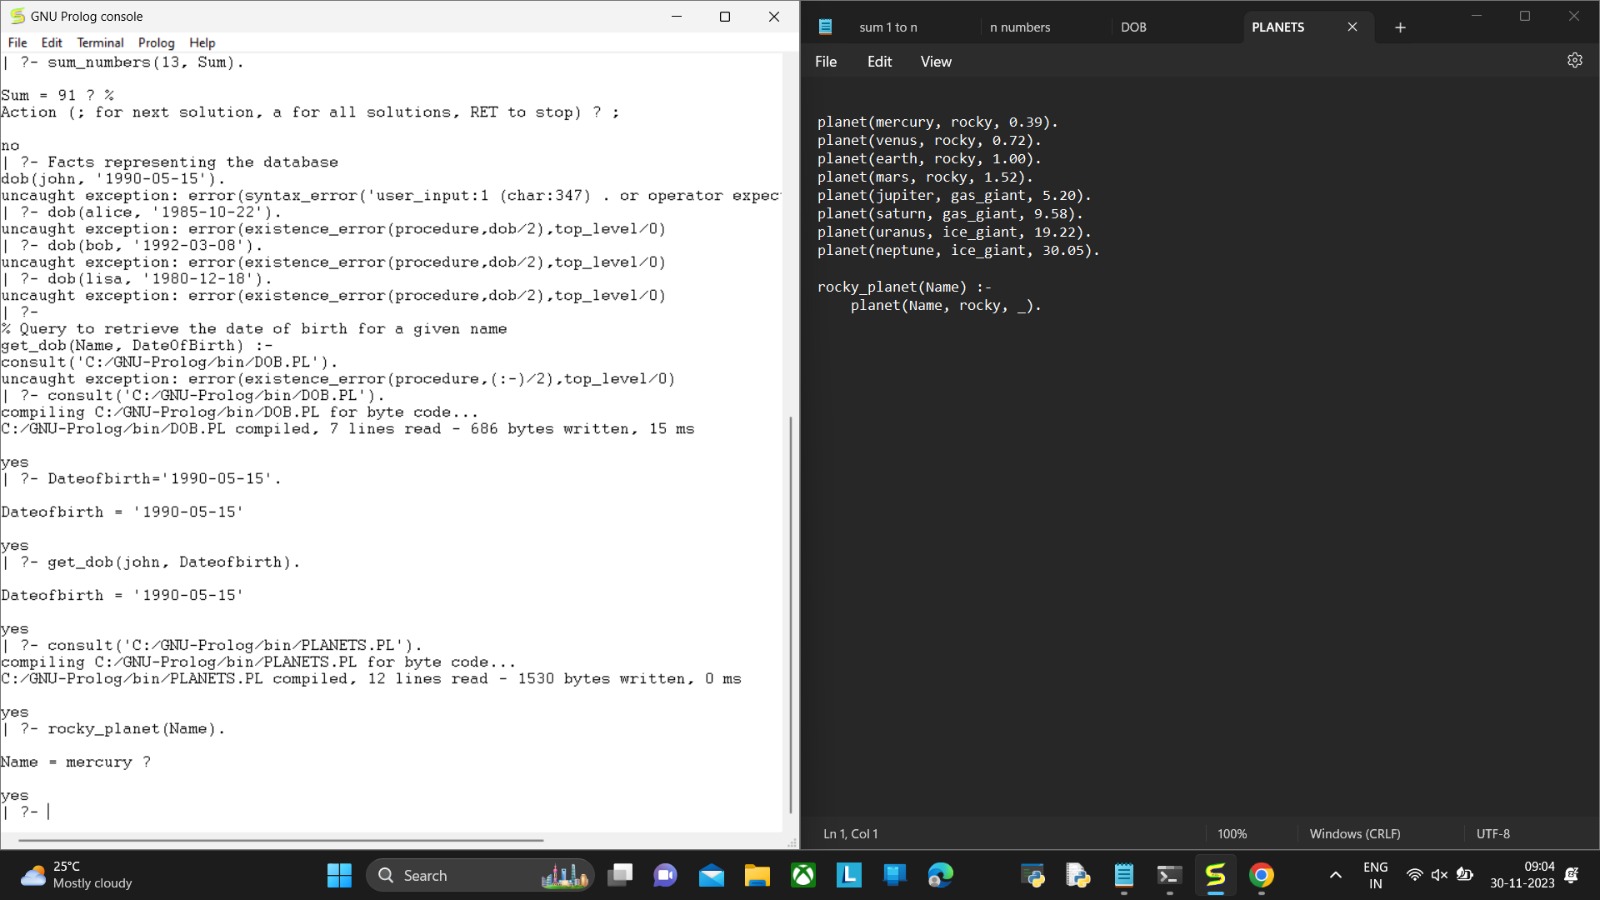 GNU Prolog console
File Edit Terminal Prolog Help
| ?- sum_numbers(13, Sum).
Sum = 91 ? %
Action (; for next solution, a for all solutions, RET to stop) ? ;
no
| ?- Facts representing the database
dob(john, '1990-05-15').
uncaught exception: error(syntax_error('user_input:1 (char:347) . or operator expec
| ?- dob(alice, '1985-10-22').
uncaught exception: error(existence_error(procedure,dob/2),top_level/0)
| ?- dob(bob, '1992-03-08').
uncaught exception: error(existence_error(procedure,dob/2),top_level/0)
| ?- dob(lisa, '1980-12-18').
uncaught exception: error(existence_error(procedure,dob/2),top_level/0)
| ?-
% Query to retrieve the date of birth for a given name
get_dob(Name, DateOfBirth) :-
consult('C:/GNU-Prolog/bin/DOB.PL').
uncaught exception: error(existence_error(procedure,(:-)/2),top_level/0)
| ?- consult('C:/GNU-Prolog/bin/DOB.PL').
compiling C:/GNU-Prolog/bin/DOB.PL for byte code...
C:/GNU-Prolog/bin/DOB.PL compiled, 7 lines read - 686 bytes written, 15 ms
yes
| ?- Dateofbirth='1990-05-15'.
Dateofbirth = '1990-05-15'
yes
| ?- get_dob(john, Dateofbirth).
Dateofbirth = '1990-05-15'
yes
| ?- consult('C:/GNU-Prolog/bin/PLANETS.PL').
compiling C:/GNU-Prolog/bin/PLANETS.PL for byte code...
C:/GNU-Prolog/bin/PLANETS.PL compiled, 12 lines read - 1530 bytes written, 0 ms
yes
| ?- rocky_planet(Name).
Name = mercury ?
yes
| ?-
sum 1 to n n numbers DOB PLANETS
File Edit View
planet(mercury, rocky, 0.39).
planet(venus, rocky, 0.72).
planet(earth, rocky, 1.00).
planet(mars, rocky, 1.52).
planet(jupiter, gas_giant, 5.20).
planet(saturn, gas_giant, 9.58).
planet(uranus, ice_giant, 19.22).
planet(neptune, ice_giant, 30.05).
rocky_planet(Name) :-
planet(Name, rocky, _).
Ln 1, Col 1 100% Windows (CRLF) UTF-8
25°C
Mostly cloudy
Search
L
ENG
IN
09:04
30-11-2023